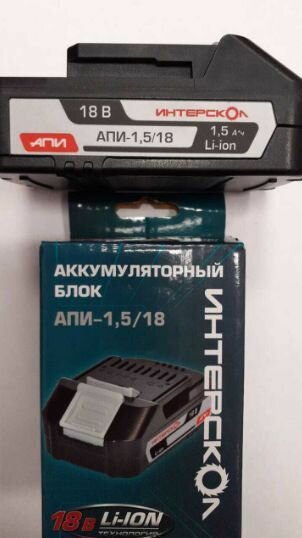 18 В
ИНТЕРСКОЛ
АПИ
АПИ-1,5/18
1,5 А·Ч
Li-ion
АККУМУЛЯТОРНЫЙ
БЛОК
АПИ-1,5/18
ИНТЕРСКОЛ
18 В Li-ION
ТЕХНОЛОГИЯ